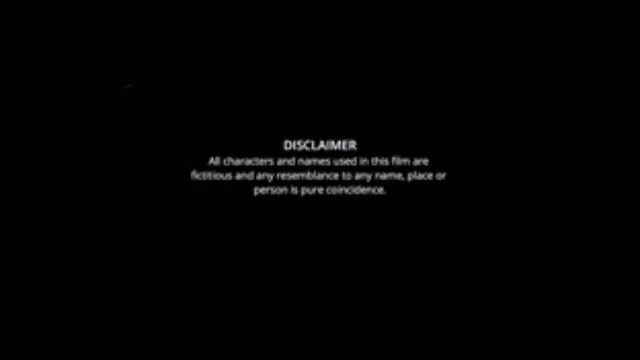 DISCLAIMER
All characters and names used in this film are
fictitious and any resemblance to any name, place or
person is pure coincidence.